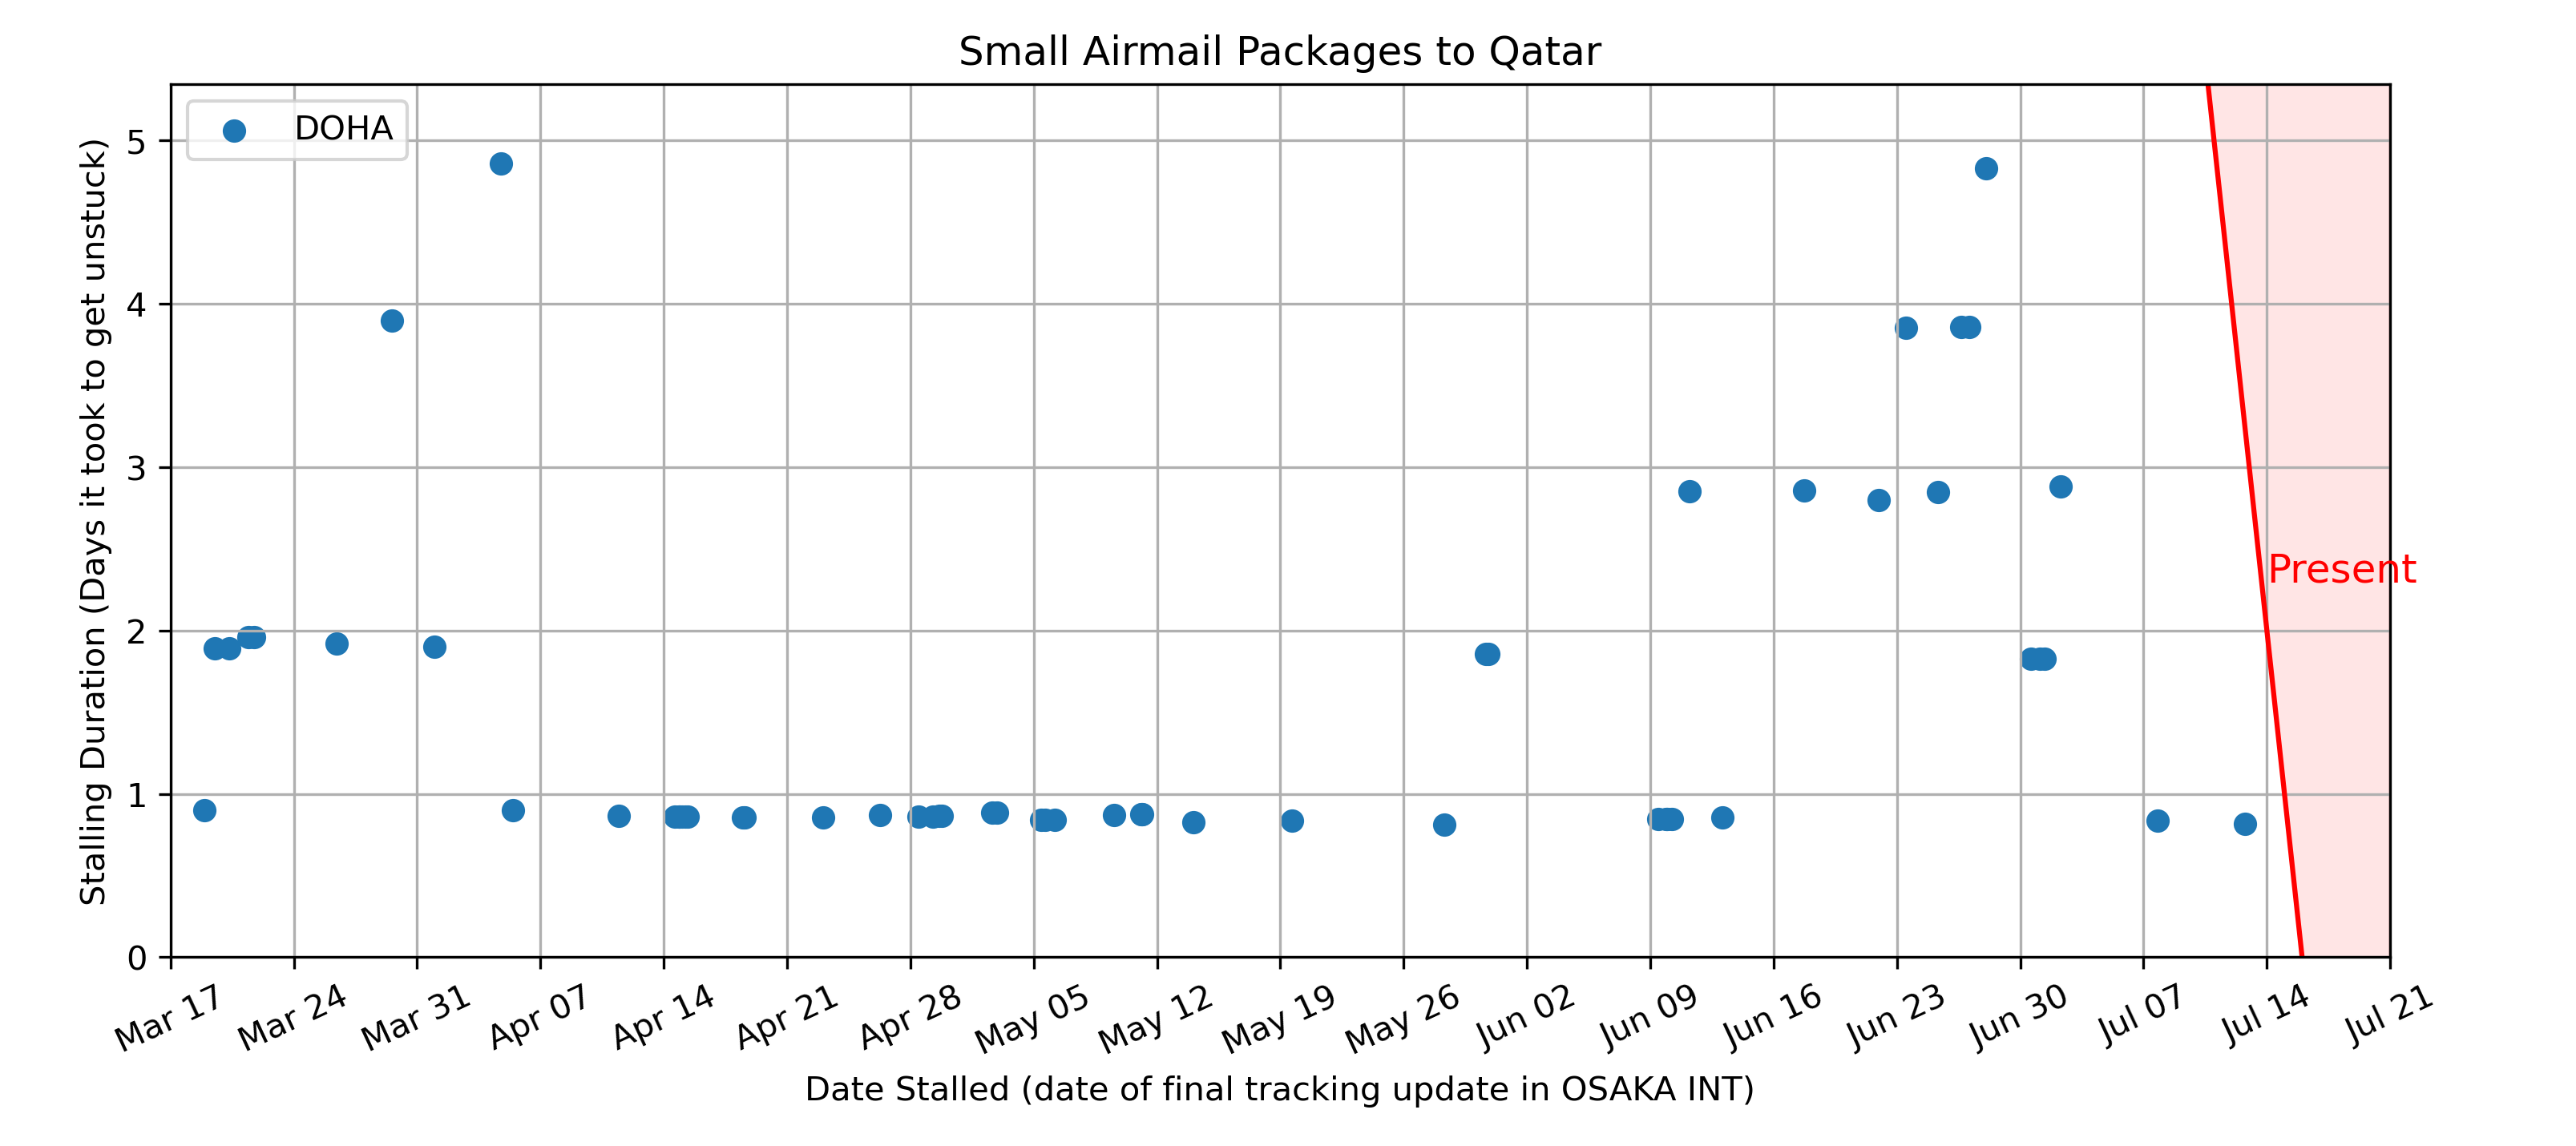 Small Airmail Packages to Qatar
DOHA
Stalling Duration (Days it took to get unstuck)
5
4
3
2
1
0
Present
Mar 17 Mar 24 Mar 31 Apr 07 Apr 14 Apr 21 Apr 28 May 05 May 12 May 19 May 26 Jun 02 Jun 09 Jun 16 Jun 23 Jun 30 Jul 07 Jul 14 Jul 21
Date Stalled (date of final tracking update in OSAKA INT)